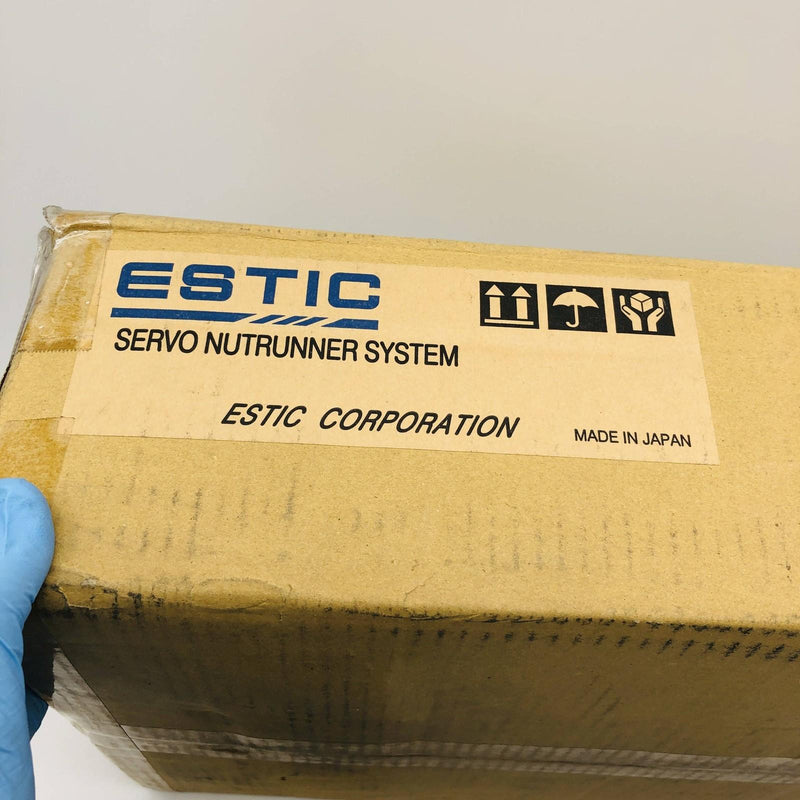 ESTIC
SERVO NUTRUNNER SYSTEM
ESTIC CORPORATION
MADE IN JAPAN